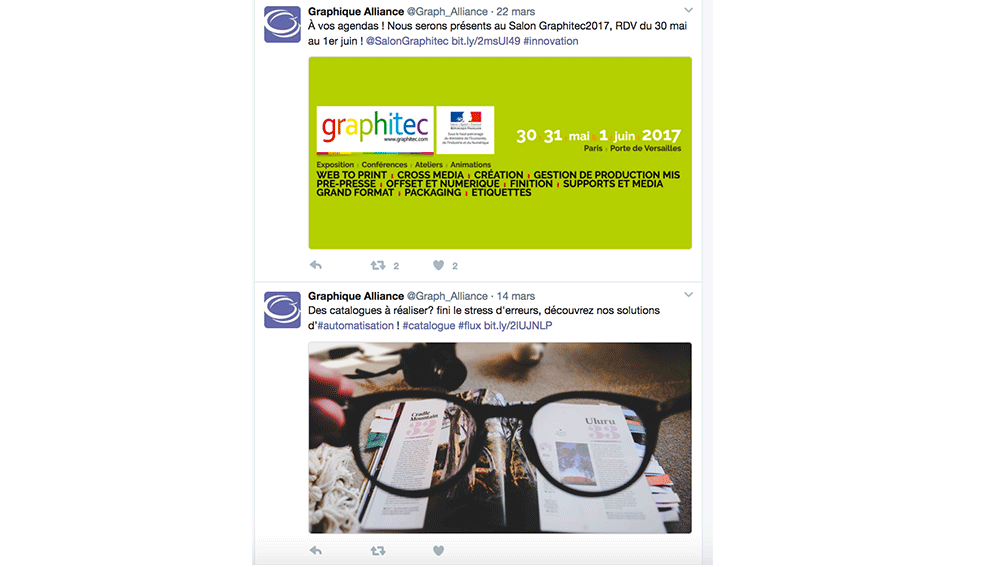 Graphique Alliance @Graph_Alliance · 22 mars
À vos agendas ! Nous serons présents au Salon Graphitec2017, RDV du 30 mai
au 1er juin ! @SalonGraphitec bit.ly/2msUI49 #innovation
graphitec
www.graphitec.com
30 31 mai 1 juin 2017
Paris Porte de Versailles
Exposition Conférences Ateliers Animations
WEB TO PRINT CROSS MEDIA CRÉATION GESTION DE PRODUCTION MIS
PRE-PRESSE OFFSET ET NUMERIQUE FINITION SUPPORTS ET MEDIA
GRAND FORMAT PACKAGING ETIQUETTES
2 2
Graphique Alliance @Graph_Alliance · 14 mars
Des catalogues à réaliser? fini le stress d'erreurs, découvrez nos solutions
d'#automatisation ! #catalogue #flux bit.ly/2lUJNLP
Cradle
Mountain
32
Uluru
33